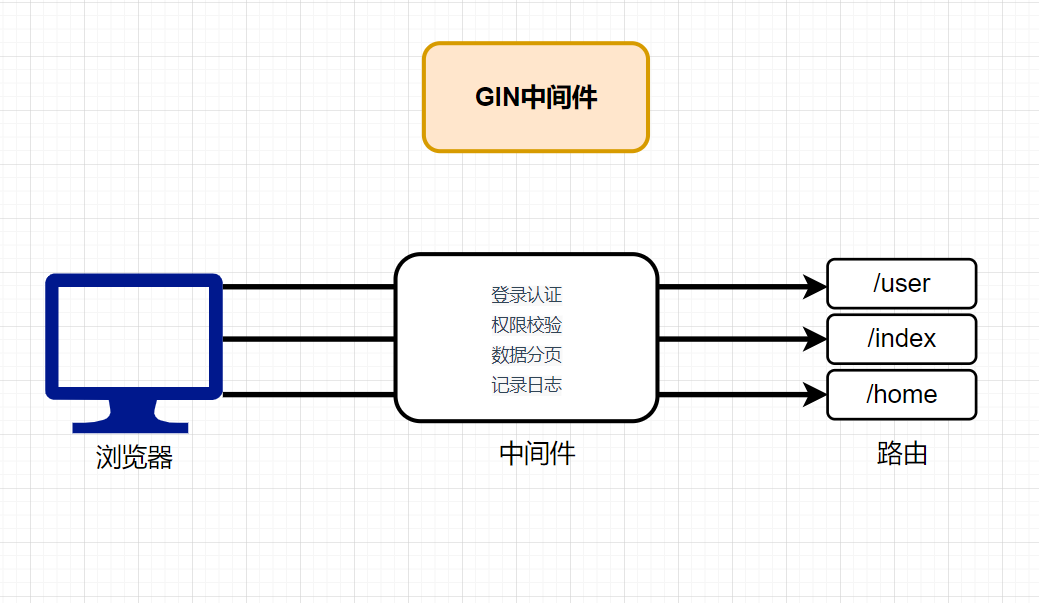 GIN中间件
登录认证
权限校验
数据分页
记录日志
/user
/index
/home
浏览器
中间件
路由